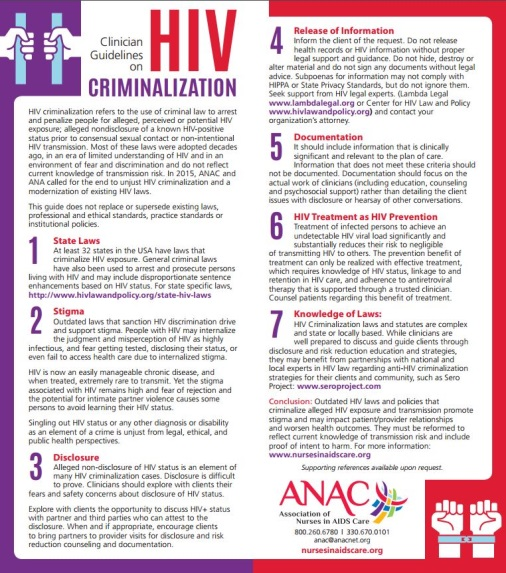 Clinician
Guidelines
on
HIV
CRIMINALIZATION
HIV criminalization refers to the use of criminal law to arrest
and penalize people for alleged, perceived or potential HIV
exposure; alleged nondisclosure of a known HIV-positive
status prior to consensual sexual contact or non-intentional
HIV transmission. Most of these laws were adopted decades
ago, in an era of limited understanding of HIV and in an
environment of fear and discrimination and do not reflect
current knowledge of transmission risk. In 2015, ANAC and
ANA called for the end to unjust HIV criminalization and a
modernization of existing HIV laws.
This guide does not replace or supersede existing laws,
professional and ethical standards, practice standards or
institutional policies.
1 State Laws
At least 32 states in the USA have laws that
criminalize HIV exposure. General criminal laws
have also been used to arrest and prosecute persons
living with HIV and may include disproportionate sentence
enhancements based on HIV status. For state specific laws,
http://www.hivlawandpolicy.org/state-hiv-laws
2 Stigma
Outdated laws that sanction HIV discrimination drive
and support stigma. People with HIV may internalize
the judgment and misperception of HIV as highly
infectious, and fear getting tested, disclosing their status, or
even fail to access health care due to internalized stigma.
HIV is now an easily manageable chronic disease, and
when treated, extremely rare to transmit. Yet the stigma
associated with HIV remains high and fear of rejection and
the potential for intimate partner violence causes some
persons to avoid learning their HIV status.
Singling out HIV status or any other diagnosis or disability
as an element of a crime is unjust from legal, ethical, and
public health perspectives.
3 Disclosure
Alleged non-disclosure of HIV status is an element of
many HIV criminalization cases. Disclosure is difficult
to prove. Clinicians should explore with clients their
fears and safety concerns about disclosure of HIV status.
Explore with clients the opportunity to discuss HIV+ status
with partner and third parties who can attest to the
disclosure. When and if appropriate, encourage clients
to bring partners to provider visits for disclosure and risk
reduction counseling and documentation.
4 Release of Information
Inform the client of the request. Do not release
health records or HIV information without proper
legal support and guidance. Do not hide, destroy or
alter material and do not sign any documents without legal
advice. Subpoenas for information may not comply with
HIPPA or State Privacy Standards, but do not ignore them.
Seek support from HIV legal experts. (Lambda Legal
www.lambdalegal.org or Center for HIV Law and Policy
www.hivlawandpolicy.org) and contact your
organization's attorney.
5 Documentation
It should include information that is clinically
significant and relevant to the plan of care.
Information that does not meet these criteria should
not be documented. Documentation should focus on the
actual work of clinicians (including education, counseling
and psychosocial support) rather than detailing the client
issues with disclosure or hearsay of other conversations.
6 HIV Treatment as HIV Prevention
Treatment of infected persons to achieve an
undetectable HIV viral load significantly and
substantially reduces their risk to negligible
of transmitting HIV to others. The prevention benefit of
treatment can only be realized with effective treatment,
which requires knowledge of HIV status, linkage to and
retention in HIV care, and adherence to antiretroviral
therapy that is supported through a trusted clinician.
Counsel patients regarding this benefit of treatment.
7 Knowledge of Laws:
HIV Criminalization laws and statutes are complex
and state or locally based. While clinicians are
well prepared to discuss and guide clients through
disclosure and risk reduction education and strategies,
they may benefit from partnerships with national and
local experts in HIV law regarding anti-HIV criminalization
strategies for their clients and community, such as Sero
Project: www.seroproject.com
Conclusion: Outdated HIV laws and policies that
criminalize alleged HIV exposure and transmission promote
stigma and may impact patient/provider relationships
and worsen health outcomes. They must be reformed to
reflect current knowledge of transmission risk and include
proof of intent to harm. For more information:
www.nursesinaidscare.org
Supporting references available upon request.
ANAC
Association of
Nurses in AIDS Care
800.260.6780 I 330.670.0101
anac@anacnet.org
nursesinaidscare.org